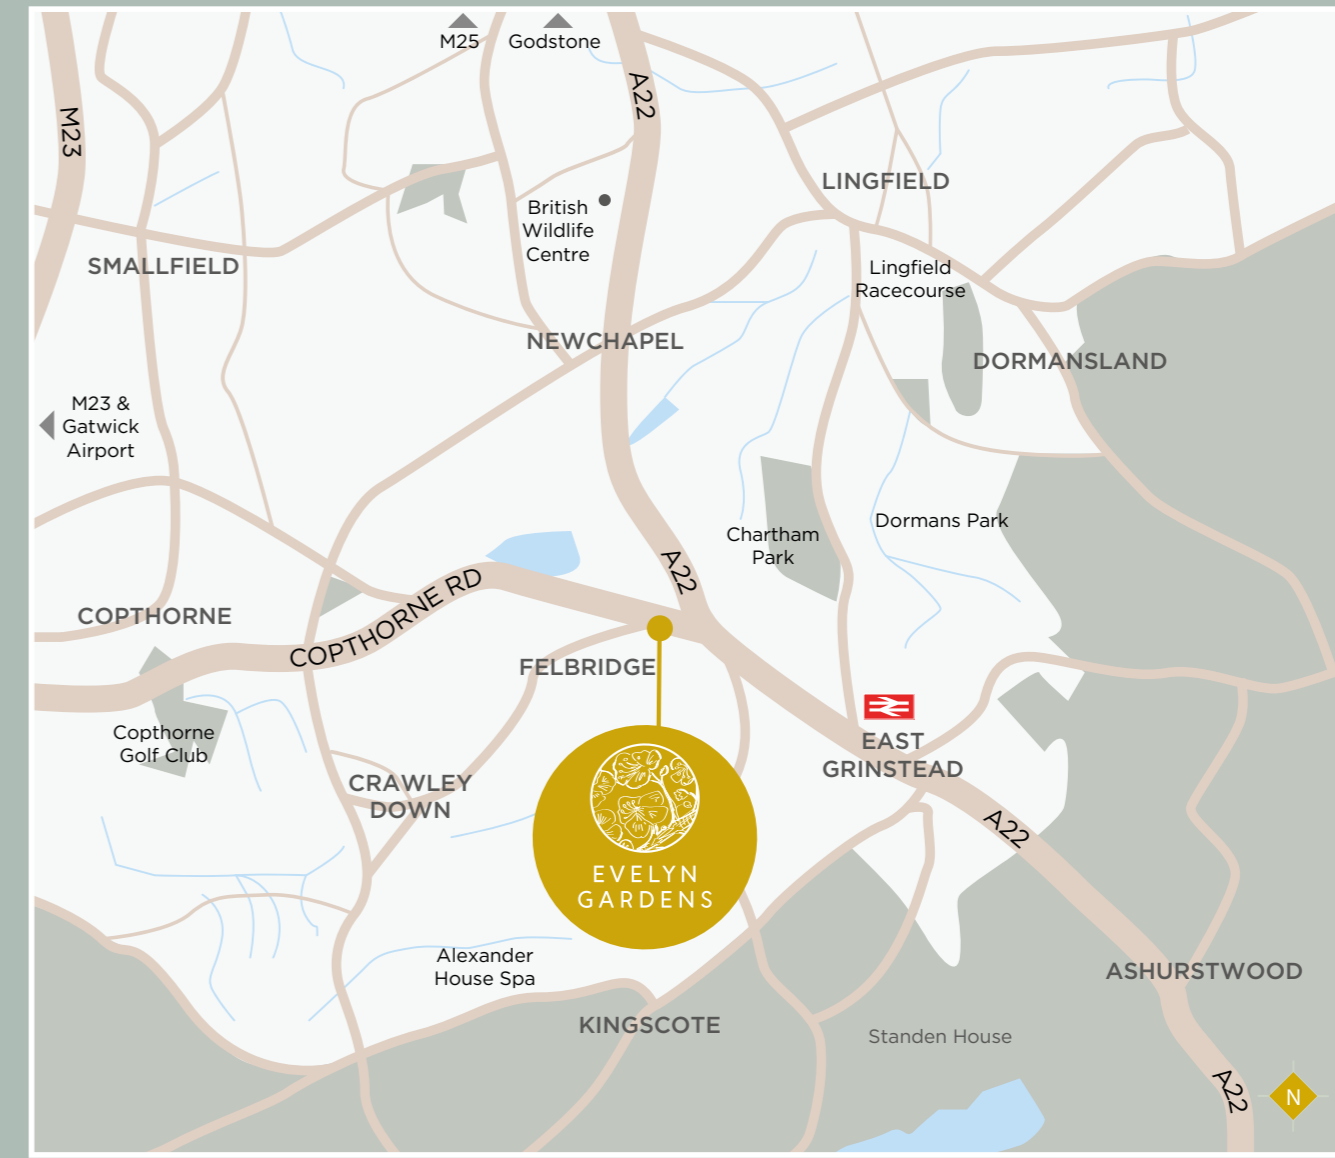 M25
Godstone
A22
M23
LINGFIELD
British
Wildlife
Centre
SMALLFIELD
Lingfield
Racecourse
NEWCHAPEL
DORMANSLAND
M23 &
Gatwick
Airport
Chartham
Park
Dormans Park
A22
COPTHORNE
COPTHORNE RD
FELBRIDGE
Copthorne
Golf Club
EAST
GRINSTEAD
CRAWLEY
DOWN
A22
EVELYN
GARDENS
Alexander
House Spa
ASHURSTWOOD
KINGSCOTE
Standen House
A22
N